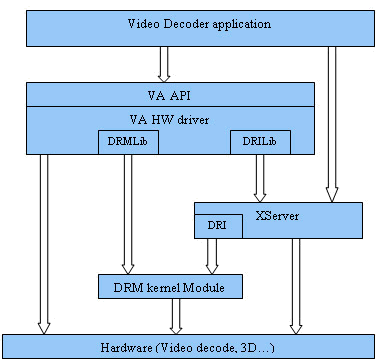 Video Decoder application
VA API
VA HW driver
DRMLib
DRILib
XServer
DRI
DRM kernel Module
Hardware (Video decode, 3D...)